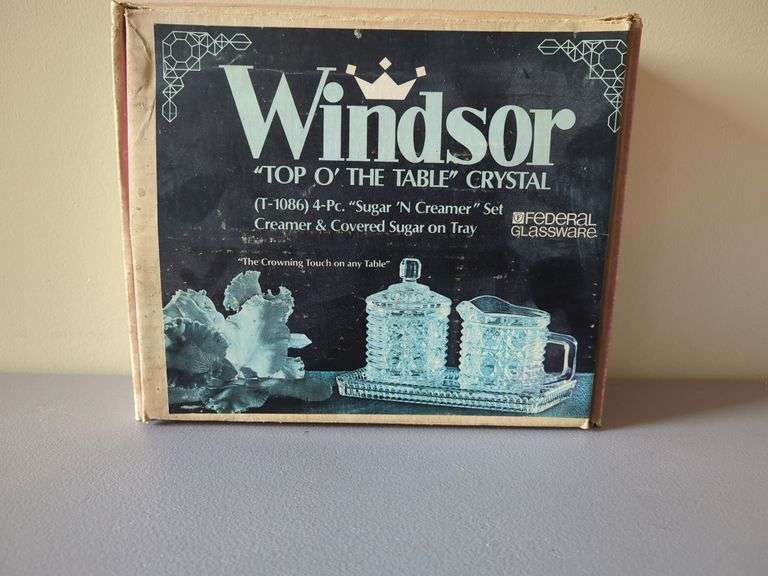 Windsor
“TOP O’ THE TABLE” CRYSTAL
(T-1086) 4-Pc. “Sugar ’N Creamer” Set
Creamer & Covered Sugar on Tray
FEDERAL
GLASSWARE
“The Crowning Touch on any Table”